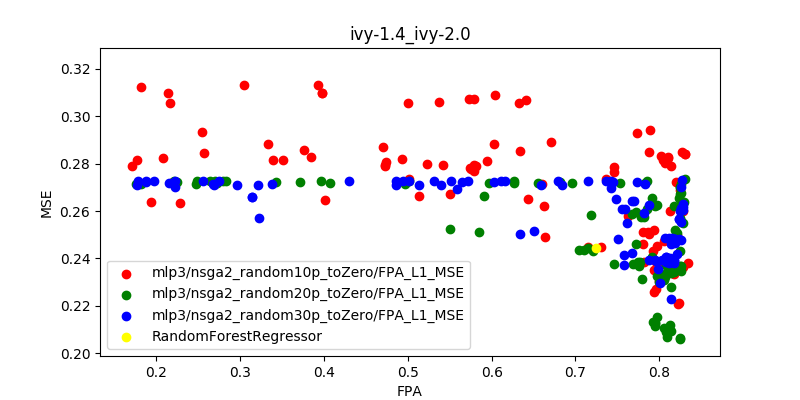 ivy-1.4_ivy-2.0
MSE
0.32
0.30
0.28
0.26
0.24
0.22
0.20
mlp3/nsga2_random10p_toZero/FPA_L1_MSE
mlp3/nsga2_random20p_toZero/FPA_L1_MSE
mlp3/nsga2_random30p_toZero/FPA_L1_MSE
RandomForestRegressor
0.2 0.3 0.4 0.5 0.6 0.7 0.8
FPA